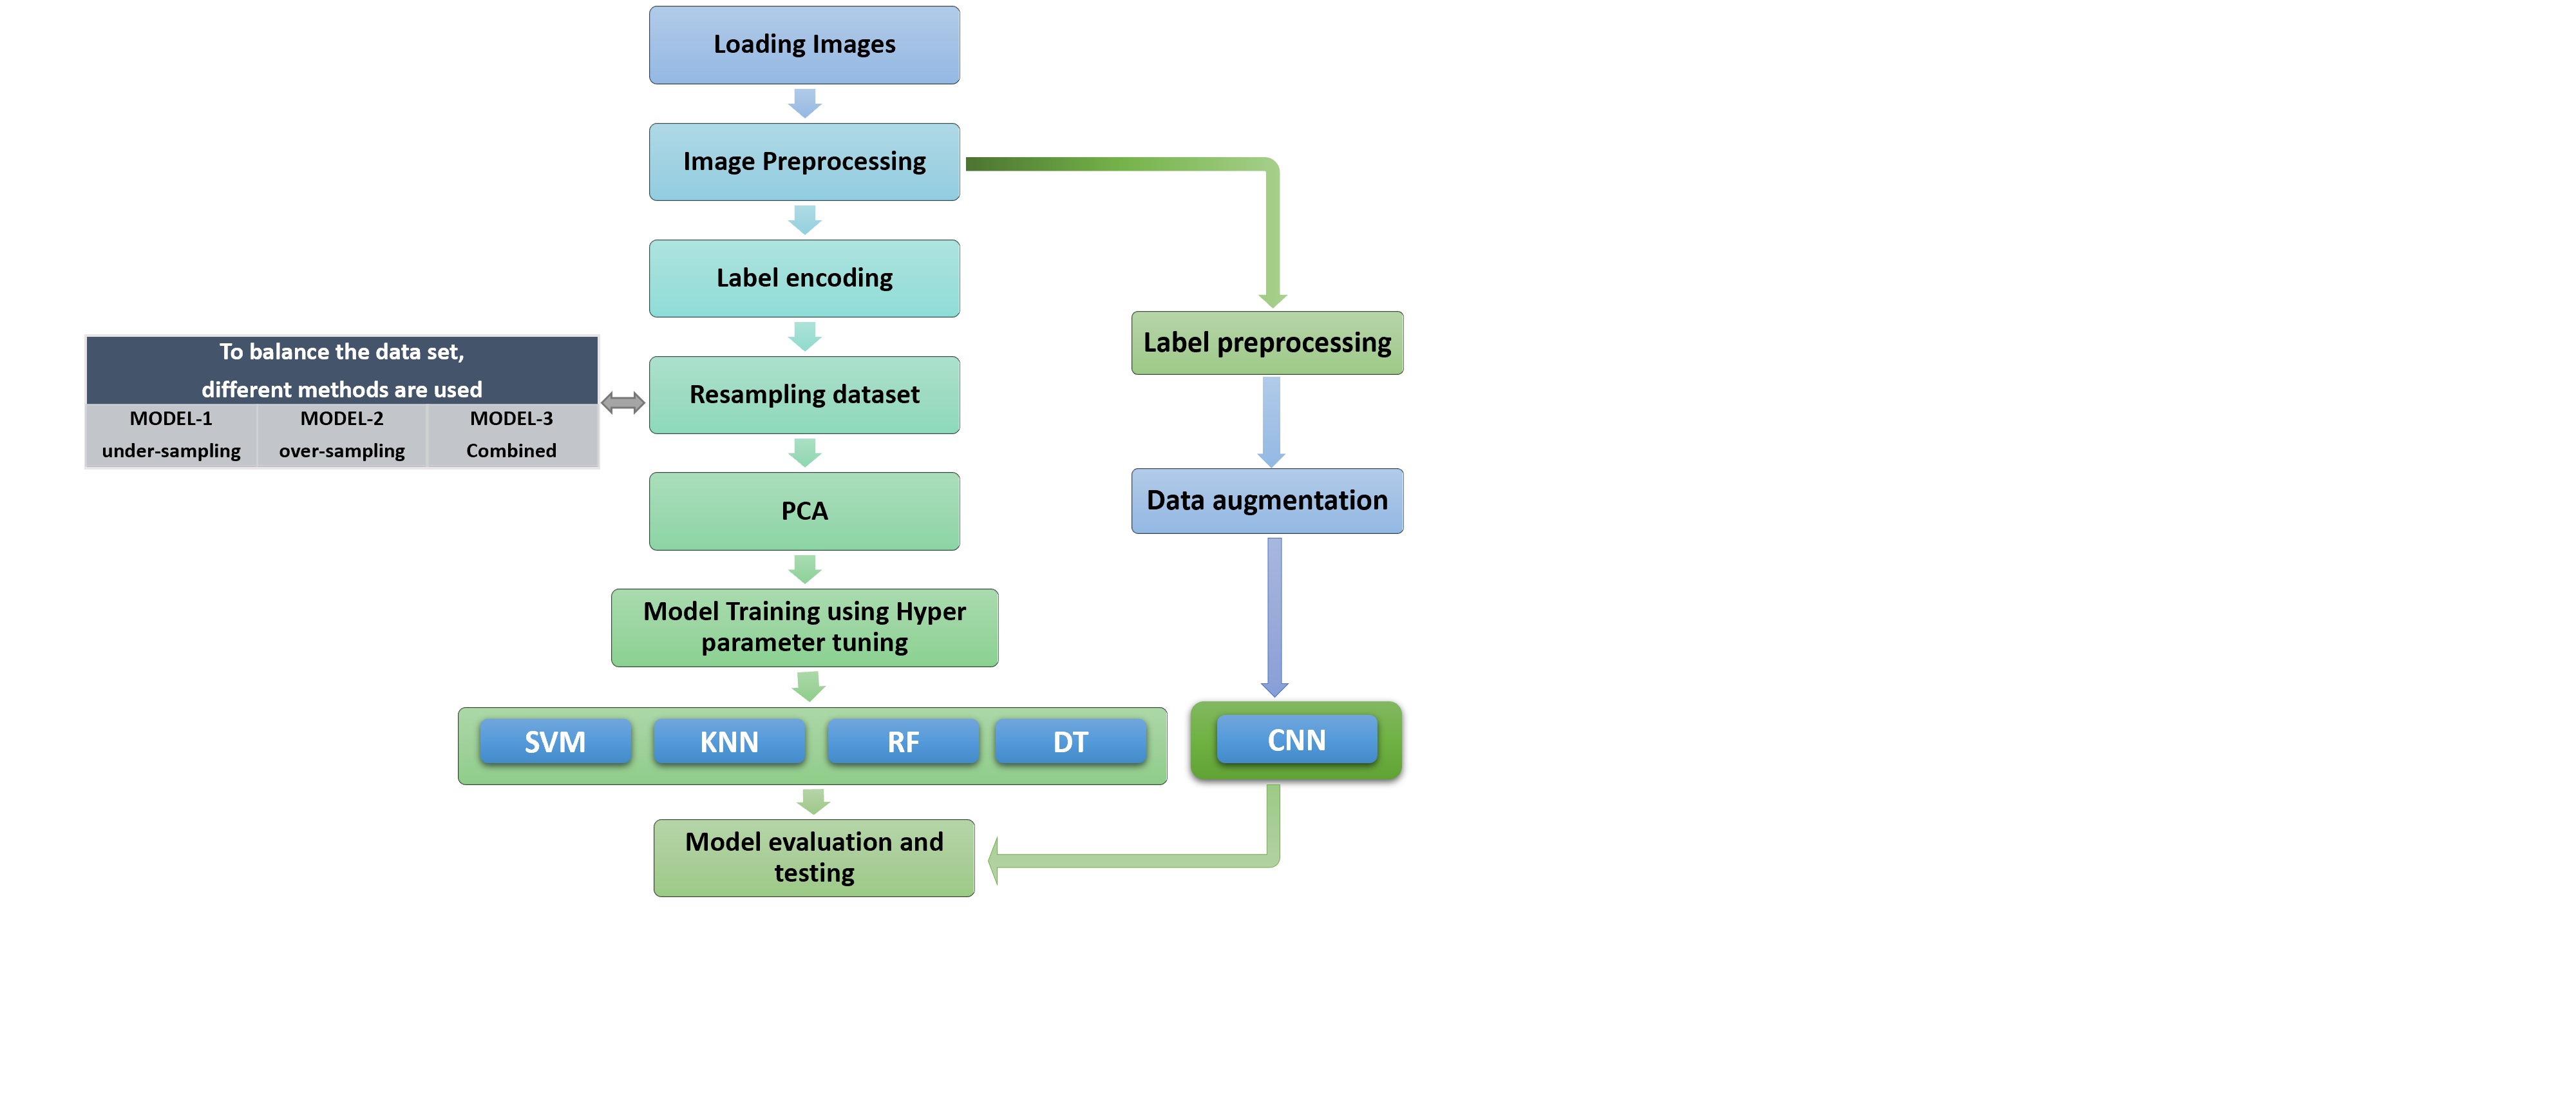 Loading Images
Image Preprocessing
Label encoding
To balance the data set,
different methods are used
MODEL-1
under-sampling
MODEL-2
over-sampling
MODEL-3
Combined
Resampling dataset
PCA
Model Training using Hyper
parameter tuning
SVM
KNN
RF
DT
Label preprocessing
Data augmentation
CNN
Model evaluation and
testing